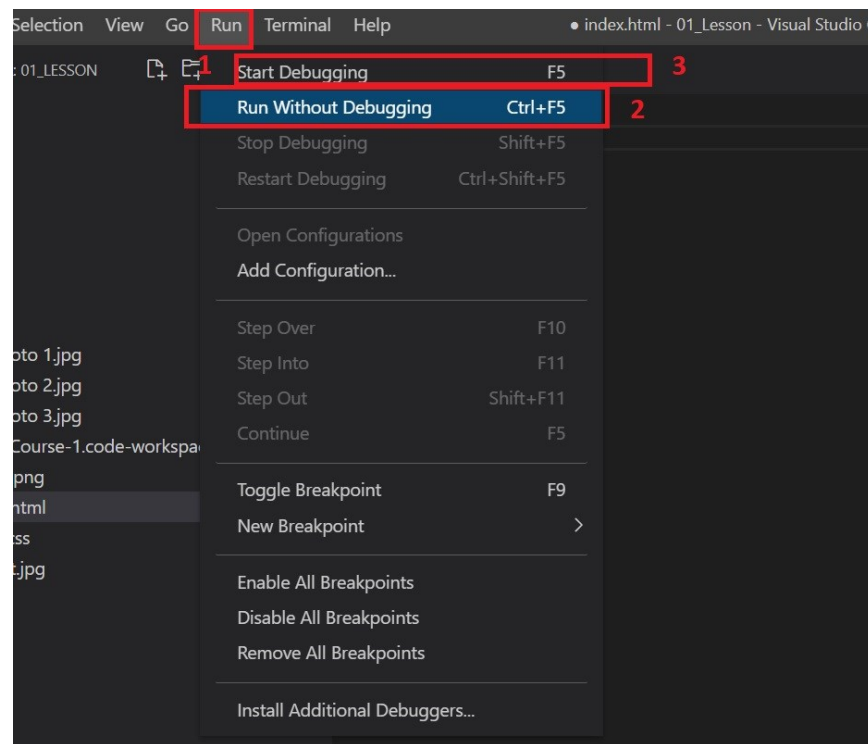 Selection View Go Run Terminal Help ● index.html - 01_Lesson - Visual Studio
: 01_LESSON
1 Start Debugging F5 3
Run Without Debugging Ctrl+F5 2
Stop Debugging Shift+F5
Restart Debugging Ctrl+Shift+F5
Open Configurations
Add Configuration...
Step Over F10
Step Into F11
oto 1.jpg
oto 2.jpg
Step Out Shift+F11
oto 3.jpg
Continue F5
Course-1.code-workspa
png
Toggle Breakpoint F9
html
New Breakpoint >
ss
t.jpg
Enable All Breakpoints
Disable All Breakpoints
Remove All Breakpoints
Install Additional Debuggers...